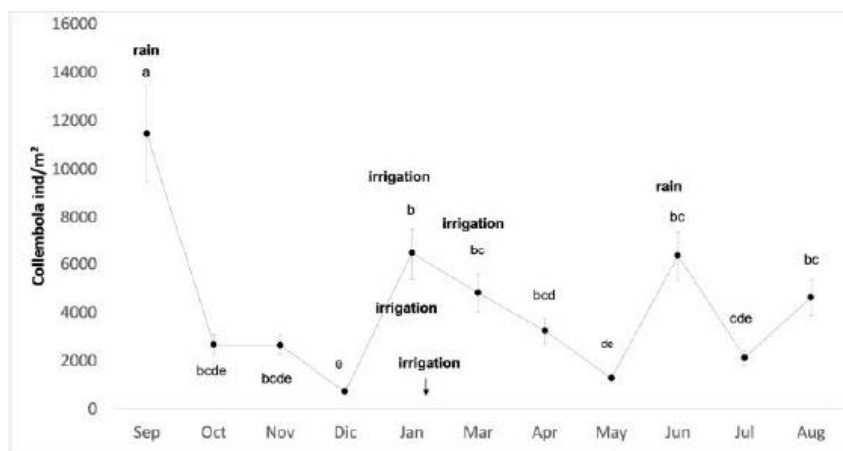 16000
rain
14000
a
12000
10000
irrigation
rain
8000
b
irrigation
bc
bc
bc
6000
irrigation
bcd
4000
cde
de
2000
bcde
bcde
e
irrigation
0
Collembola ind/m²
Sep Oct Nov Dic Jan Mar Apr May Jun Jul Aug